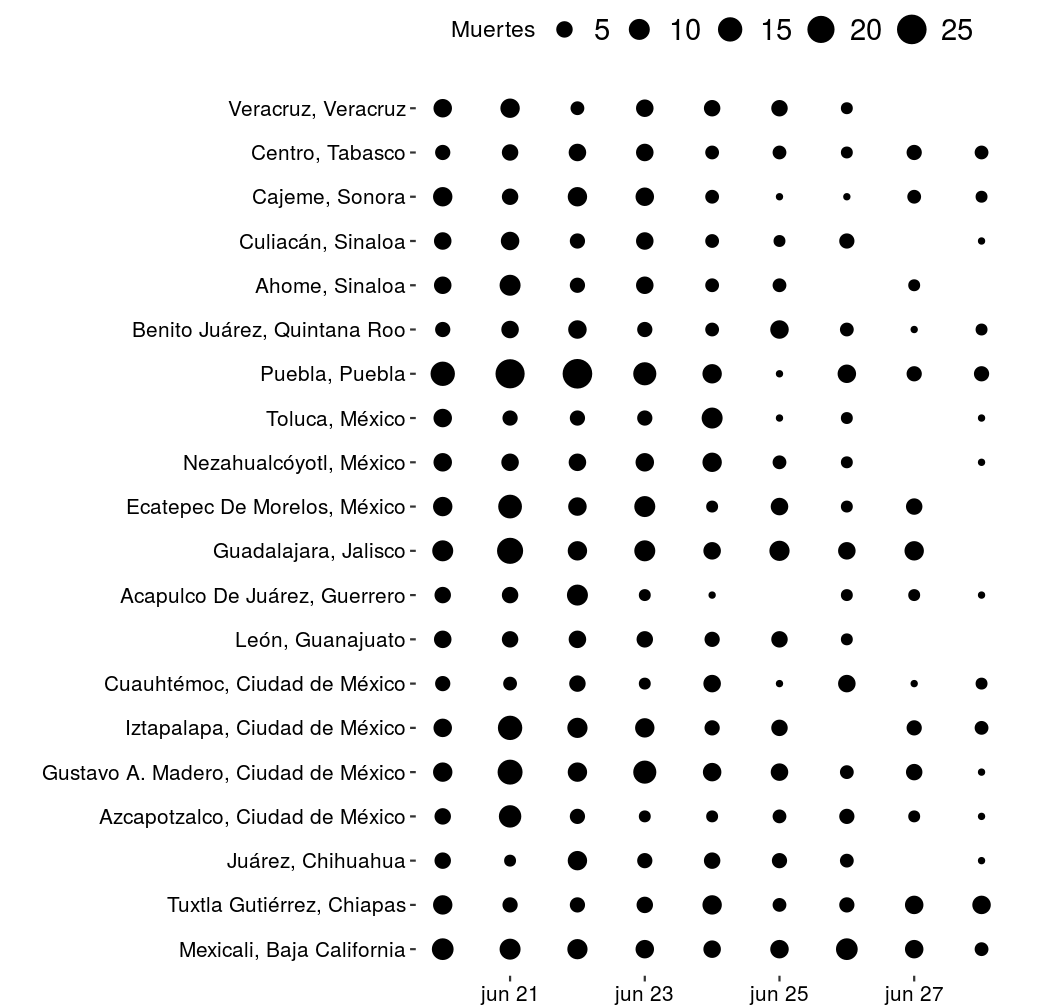 Muertes 5 10 15 20 25
Veracruz, Veracruz
Centro, Tabasco
Cajeme, Sonora
Culiacán, Sinaloa
Ahome, Sinaloa
Benito Juárez, Quintana Roo
Puebla, Puebla
Toluca, México
Nezahualcóyotl, México
Ecatepec De Morelos, México
Guadalajara, Jalisco
Acapulco De Juárez, Guerrero
León, Guanajuato
Cuauhtémoc, Ciudad de México
Iztapalapa, Ciudad de México
Gustavo A. Madero, Ciudad de México
Azcapotzalco, Ciudad de México
Juárez, Chihuahua
Tuxtla Gutiérrez, Chiapas
Mexicali, Baja California
jun 21 jun 23 jun 25 jun 27